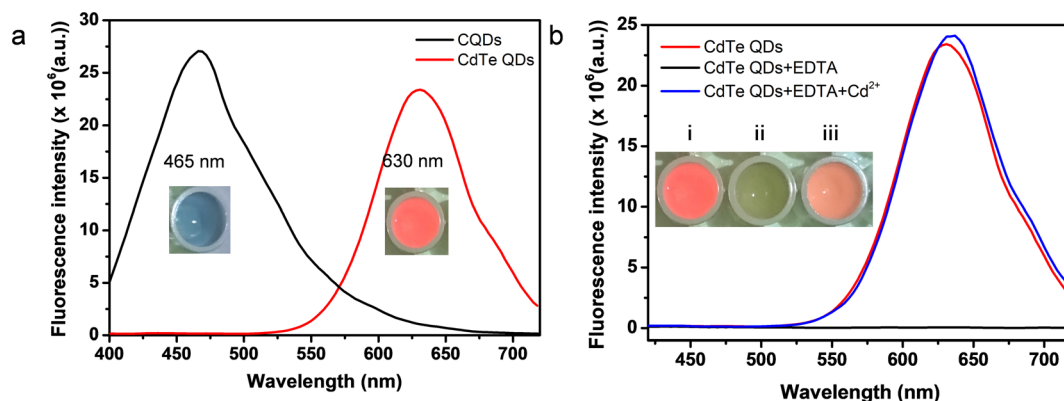 a
Fluorescence intensity (x 10⁶(a.u.)
30
25
20
15
10
5
0
CQDs
CdTe QDs
465 nm
630 nm
400 450 500 550 600 650 700
Wavelength (nm)
b
Fluorescence intensity (x 10⁶(a.u.)
25
20
15
10
5
0
CdTe QDs
CdTe QDs+EDTA
CdTe QDs+EDTA+Cd²⁺
i ii iii
450 500 550 600 650 700
Wavelength (nm)